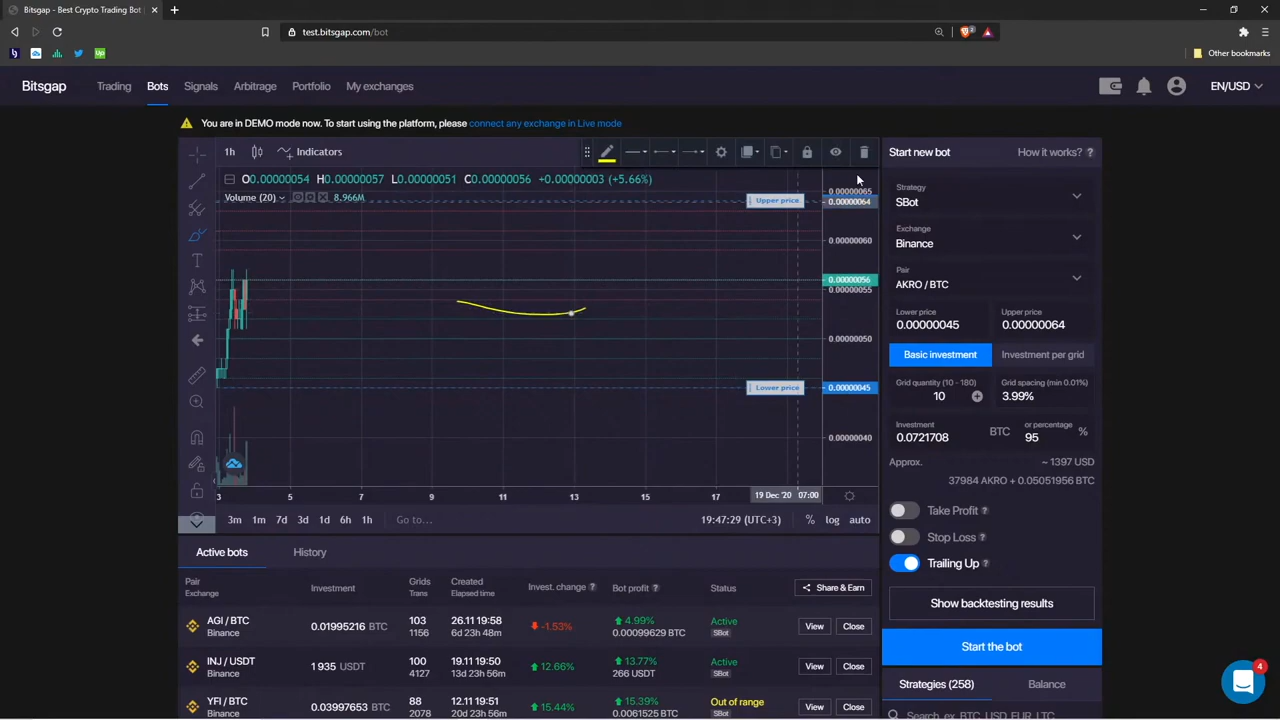 Bitsgap - Best Crypto Trading Bot
test.bitsgap.com/bot
Other bookmarks
Bitsgap
Trading
Bots
Signals
Arbitrage
Portfolio
My exchanges
EN/USD
You are in DEMO mode now. To start using the platform, please connect any exchange in Live mode
1h
Indicators
O0.00000054 H0.00000057 L0.00000051 C0.00000056 +0.00000003 (+5.66%)
Volume (20)
8.966M
Upper price
0.00000065
0.00000064
0.00000060
0.00000056
0.00000055
0.00000050
Lower price
0.00000045
0.00000040
3 5 7 9 11 13 15 17
19 Dec '20 07:00
3m 1m 7d 3d 1d 6h 1h Go to...
19:47:29 (UTC+3) % log auto
Start new bot
How it works?
Strategy
SBot
Exchange
Binance
Pair
AKRO / BTC
Lower price
0.00000045
Upper price
0.00000064
Basic investment
Investment per grid
Grid quantity (10 - 180)
10
Grid spacing (min 0.01%)
3.99%
Investment
0.0721708 BTC
or percentage
95 %
Approx.
~ 1397 USD
37984 AKRO + 0.05051956 BTC
Take Profit
Stop Loss
Trailing Up
Show backtesting results
Start the bot
Strategies (258)
Balance
Search, ex. BTC, USD, EUR, LTC
Active bots
History
Pair
Exchange
Investment
Grids
Trans
Created
Elapsed time
Invest. change
Bot profit
Status
Share & Earn
AGI / BTC
Binance
0.01995216 BTC
103
1156
26.11 19:58
6d 23h 48m
-1.53%
4.99%
0.00099629 BTC
Active
SBot
View
Close
INJ / USDT
Binance
1 935 USDT
100
4127
19.11 19:50
13d 23h 56m
12.66%
13.77%
266 USDT
Active
SBot
View
Close
YFI / BTC
Binance
0.03997653 BTC
88
2078
12.11 19:51
20d 23h 56m
15.44%
15.39%
0.0061525 BTC
Out of range
SBot
View
Close
4